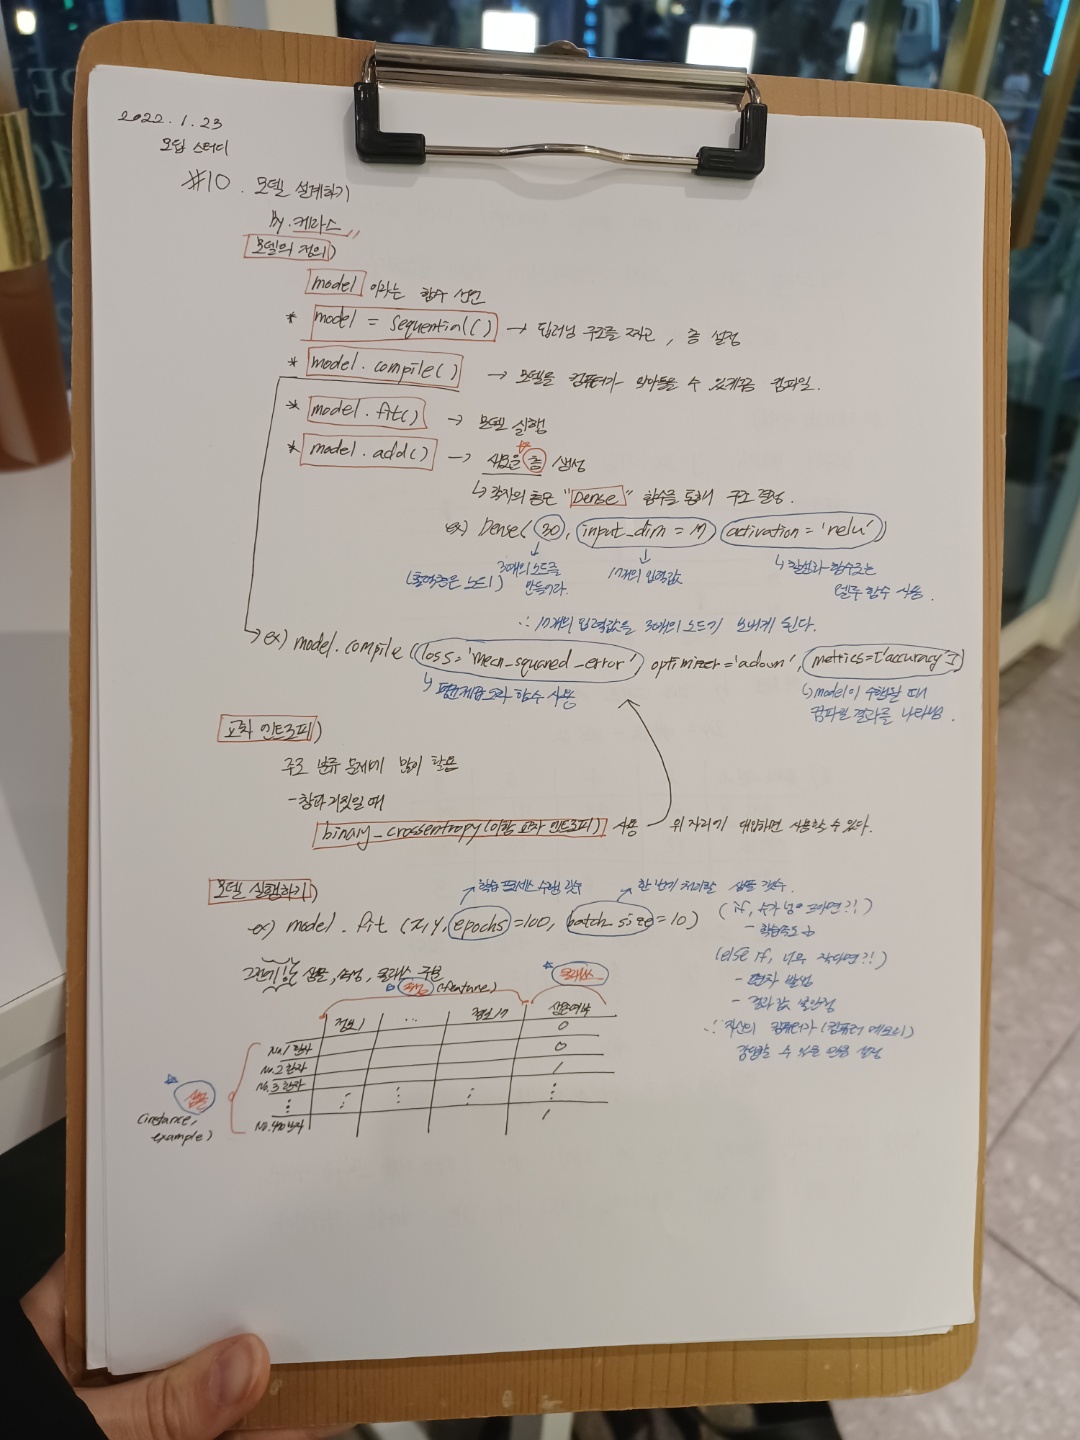 2022.1.23
모딥 스터디
#10. 모델 설계하기
By.케라스
모델의 정의)
model 이라는 함수 선언
* model = Sequential() → 딥러닝 구조를 짜고, 층 설정
* model.compile() → 모델을 컴퓨터가 알아들을 수 있게끔 컴파일.
* model.fit() → 모델 실행
* model.add() → 새로운 층 생성
↳ 각자의 층은 "Dense" 함수를 통해 구조 결정.
ex) Dense(30, input_dim = 17, activation = 'relu')
(출력층은 노드1)
30개의 노드를 만들어라.
17개의 입력값
↳ 활성화 함수로는
렐루 함수 사용.
∴ 17개의 입력값을 30개의 노드가 보내게 된다.
→ ex) model.compile (loss='mean_squared_error', optimizer='adam', metrics=['accuracy'])
↳ 평균제곱오차 함수 사용
↳ model이 수행될 때
컴파일 결과를 나타냄.
교차 엔트로피)
주로 분류 문제에 많이 활용
- 참과 거짓일 때
binary_crossentropy(이항 교차 엔트로피) 사용
위 자리에 대입하면 사용할 수 있다.
모델 실행하기)
학습 프로세스 수행 횟수
한 번에 처리할 샘플 갯수.
ex) model.fit (X, Y, epochs=100, batch_size=10)
(if, 수가 너무 크다면?!)
- 학습속도↓
(else if, 너무 작다면?!)
- 편차 발생
- 결과값 불안정
∴ 자신의 컴퓨터가 (컴퓨터 메모리)
감당할 수 있을 만큼 설정
샘플, 속성, 클래스 구분
속성 (feature)
클래스
정보1 ... 정보17 생존여부
0
No.1 환자 0
No.2 환자 1
No.3 환자
⋮ ⋮ ⋮ ⋮ ⋮
No.470 환자 1
샘플
(instance,
example)